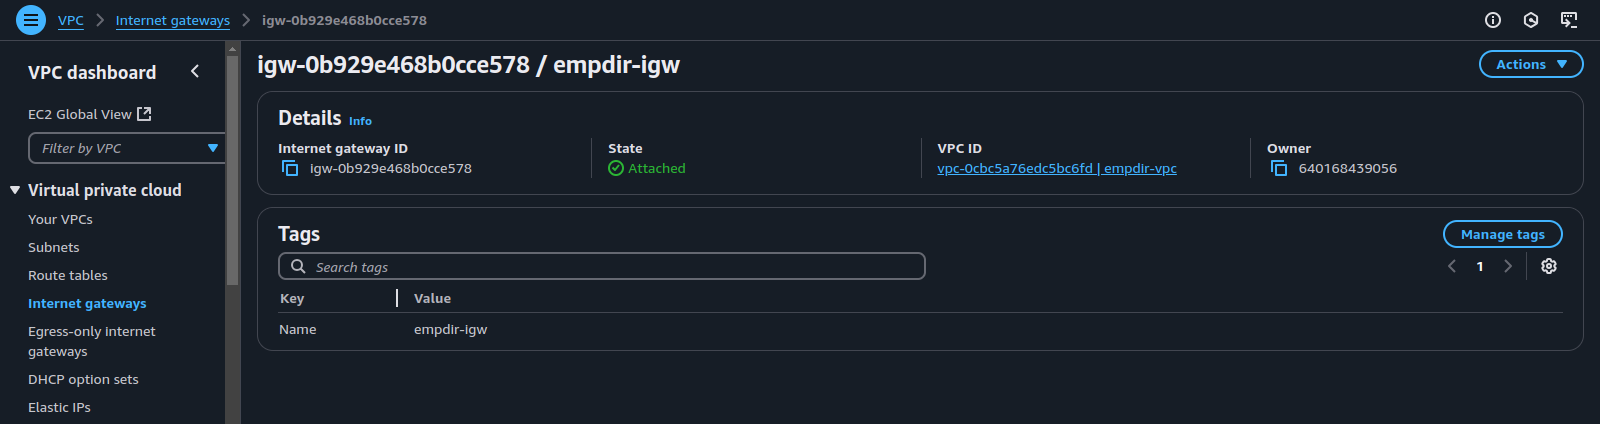 VPC > Internet gateways > igw-0b929e468b0cce578
VPC dashboard
EC2 Global View
Filter by VPC
Virtual private cloud
Your VPCs
Subnets
Route tables
Internet gateways
Egress-only internet
gateways
DHCP option sets
Elastic IPs
igw-0b929e468b0cce578 / empdir-igw
Actions
Details Info
Internet gateway ID
igw-0b929e468b0cce578
State
Attached
VPC ID
vpc-0cbc5a76edc5bc6fd | empdir-vpc
Owner
640168439056
Tags
Manage tags
Search tags
1
Key Value
Name empdir-igw